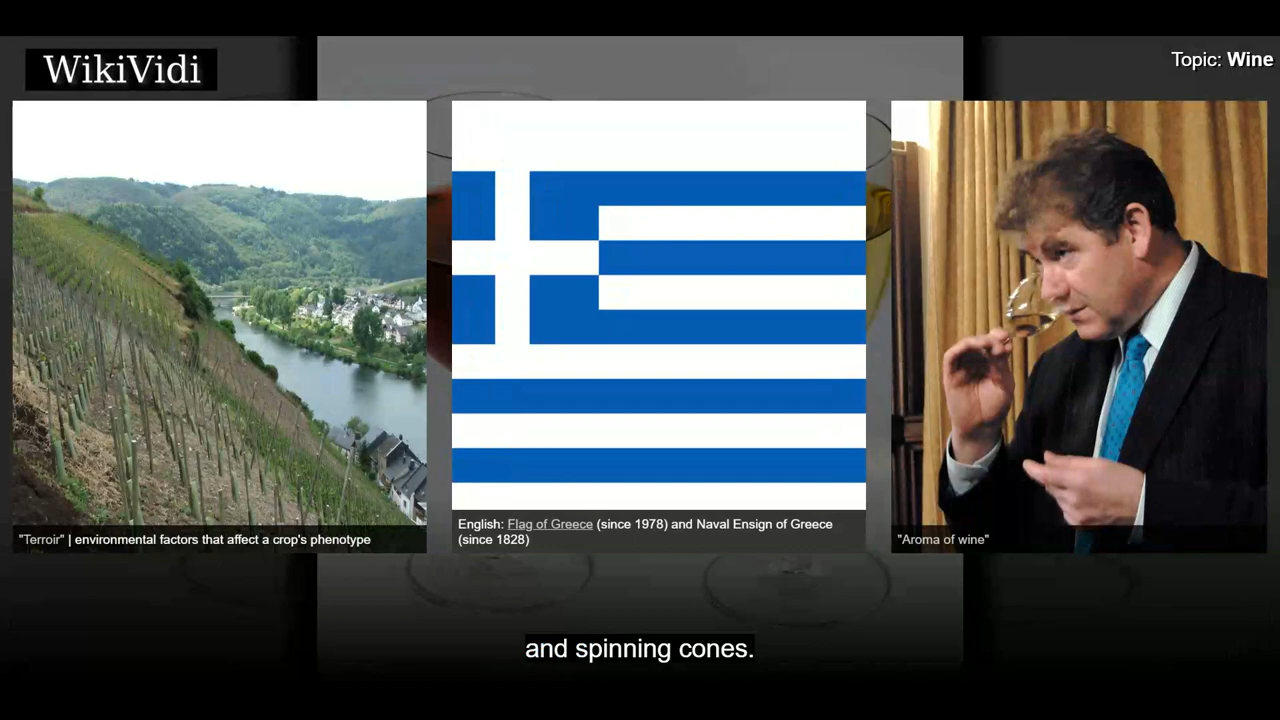 WikiVidi
Topic: Wine
"Terroir" | environmental factors that affect a crop's phenotype
English: Flag of Greece (since 1978) and Naval Ensign of Greece
(since 1828)
"Aroma of wine"
and spinning cones.